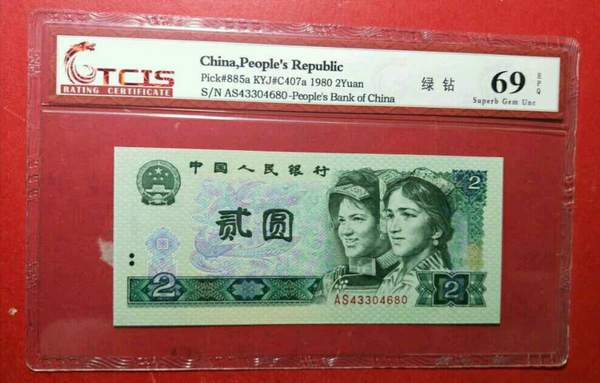 TCIS
RATING CERTIFICATE
China,People's Republic
Pick#885a KYJ#C407a 1980 2Yuan
S/N AS43304680-People's Bank of China
绿钻
69
EPQ
Superb Gem Unc
中国人民银行
贰圆
2
2
2
AS43304680